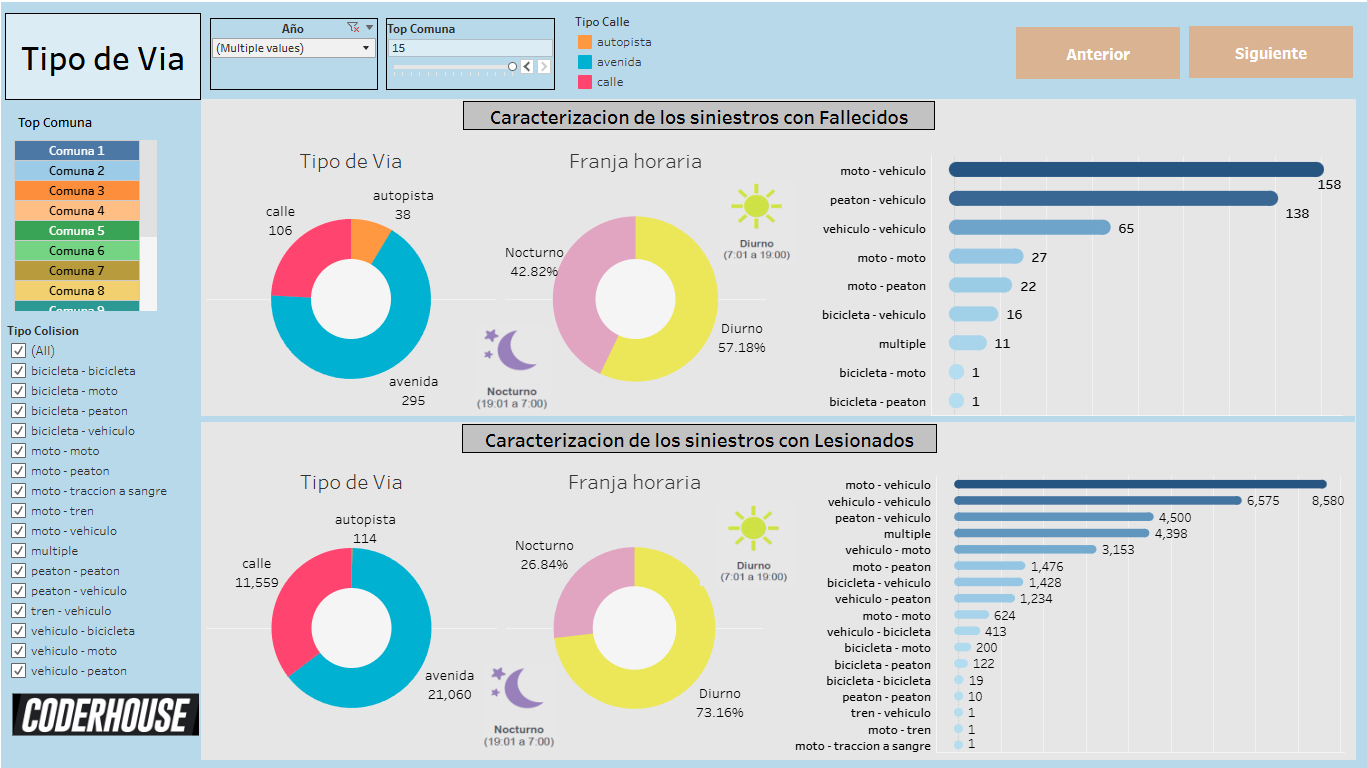 Tipo de Via
Año
(Multiple values)
Top Comuna
15
Tipo Calle
autopista
avenida
calle
Anterior
Siguiente
Top Comuna
Comuna 1
Comuna 2
Comuna 3
Comuna 4
Comuna 5
Comuna 6
Comuna 7
Comuna 8
Comuna 9
Tipo Colision
(All)
bicicleta - bicicleta
bicicleta - moto
bicicleta - peaton
bicicleta - vehiculo
moto - moto
moto - peaton
moto - traccion a sangre
moto - tren
moto - vehiculo
multiple
peaton - peaton
peaton - vehiculo
tren - vehiculo
vehiculo - bicicleta
vehiculo - moto
vehiculo - peaton
CODERHOUSE
Caracterizacion de los siniestros con Fallecidos
Tipo de Via
autopista
38
calle
106
avenida
295
Franja horaria
Nocturno
42.82%
Diurno
57.18%
Diurno
(7:01 a 19:00)
Nocturno
(19:01 a 7:00)
moto - vehiculo
158
peaton - vehiculo
138
vehiculo - vehiculo 65
moto - moto 27
moto - peaton 22
bicicleta - vehiculo 16
multiple 11
bicicleta - moto 1
bicicleta - peaton 1
Caracterizacion de los siniestros con Lesionados
Tipo de Via
autopista
114
calle
11,559
avenida
21,060
Franja horaria
Nocturno
26.84%
Diurno
73.16%
Diurno
(7:01 a 19:00)
Nocturno
(19:01 a 7:00)
moto - vehiculo 8,580
vehiculo - vehiculo 6,575
peaton - vehiculo 4,500
multiple 4,398
vehiculo - moto 3,153
moto - peaton 1,476
bicicleta - vehiculo 1,428
vehiculo - peaton 1,234
moto - moto 624
vehiculo - bicicleta 413
bicicleta - moto 200
bicicleta - peaton 122
bicicleta - bicicleta 19
peaton - peaton 10
tren - vehiculo 1
moto - tren 1
moto - traccion a sangre 1